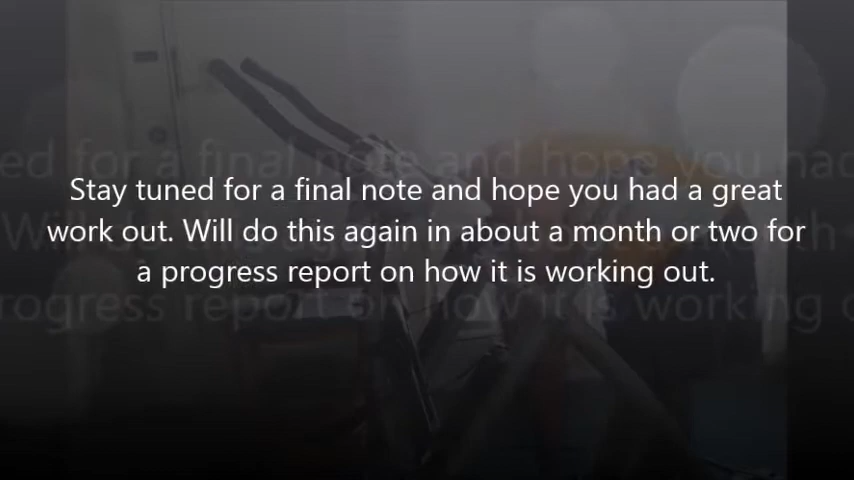 Stay tuned for a final note and hope you had a great
work out. Will do this again in about a month or two for
a progress report on how it is working out.